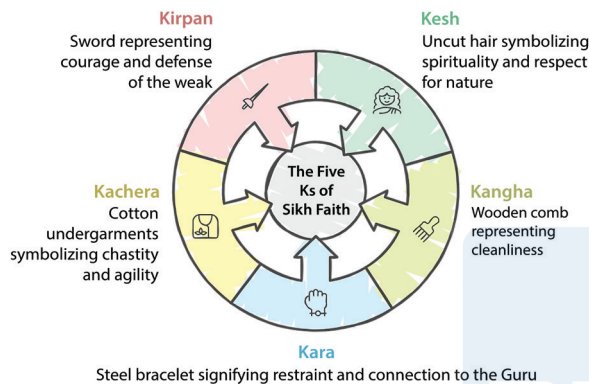 Kirpan
Sword representing
courage and defense
of the weak
Kesh
Uncut hair symbolizing
spirituality and respect
for nature
The Five
Ks of
Sikh Faith
Kachera
Cotton
undergarments
symbolizing chastity
and agility
Kangha
Wooden comb
representing
cleanliness
Kara
Steel bracelet signifying restraint and connection to the Guru